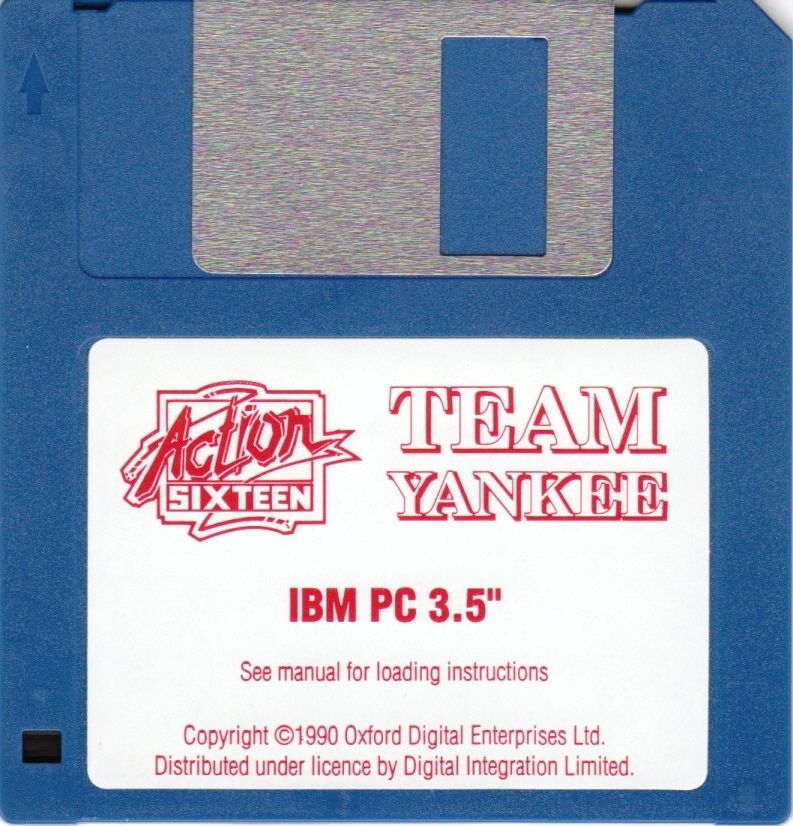 Action
SIXTEEN
TEAM
YANKEE
IBM PC 3.5"
See manual for loading instructions
Copyright ©1990 Oxford Digital Enterprises Ltd.
Distributed under licence by Digital Integration Limited.